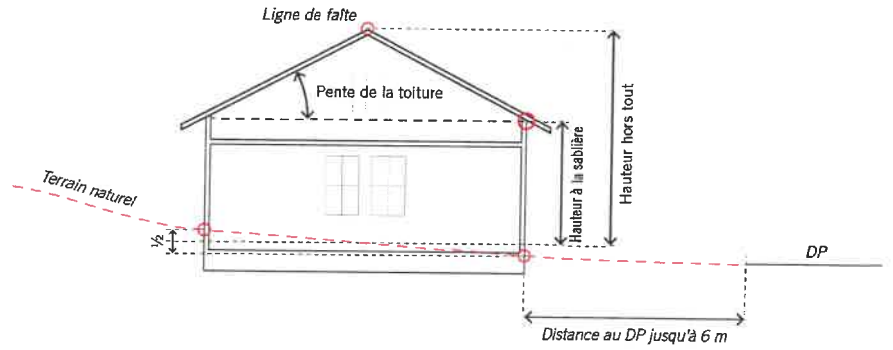 Ligne de faîte
Pente de la toiture
Hauteur à la sablière
Hauteur hors tout
Terrain naturel
½
DP
Distance au DP jusqu'à 6 m